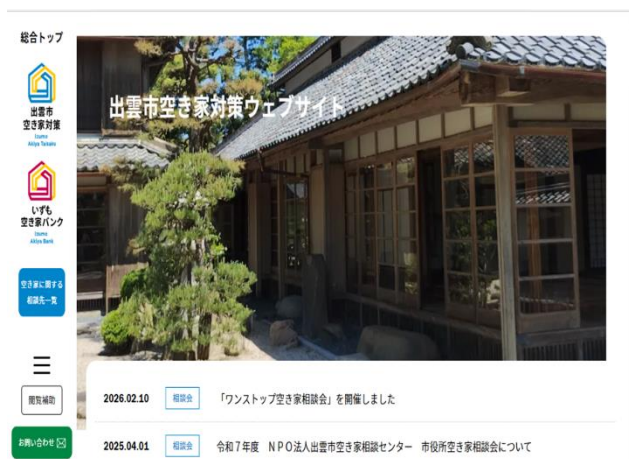 総合トップ
出雲市
空き家対策
Izumo
Akiya Taisaku
いずも
空き家バンク
Izumo
Akiya Bank
空き家に関する
相談先一覧
閲覧補助
お問い合わせ
出雲市空き家対策ウェブサイト
2026.02.10 相談会 「ワンストップ空き家相談会」を開催しました
2025.04.01 相談会 令和7年度 NPO法人出雲市空き家相談センター 市役所空き家相談会について